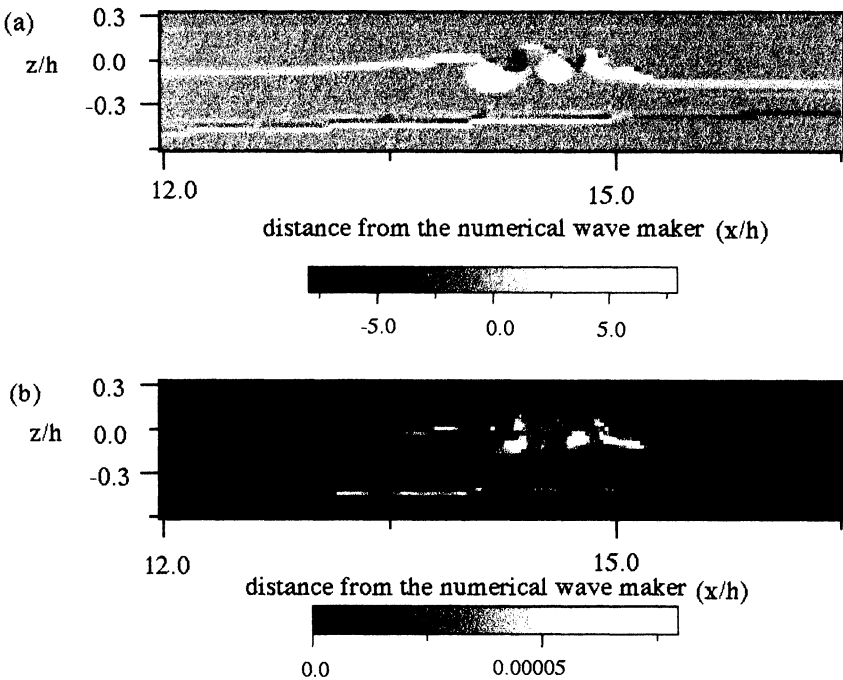 (a)
0.3
z/h
0.0
-0.3
12.0
15.0
distance from the numerical wave maker (x/h)
-5.0
0.0
5.0
(b)
0.3
z/h
0.0
-0.3
12.0
15.0
distance from the numerical wave maker (x/h)
0.0
0.00005